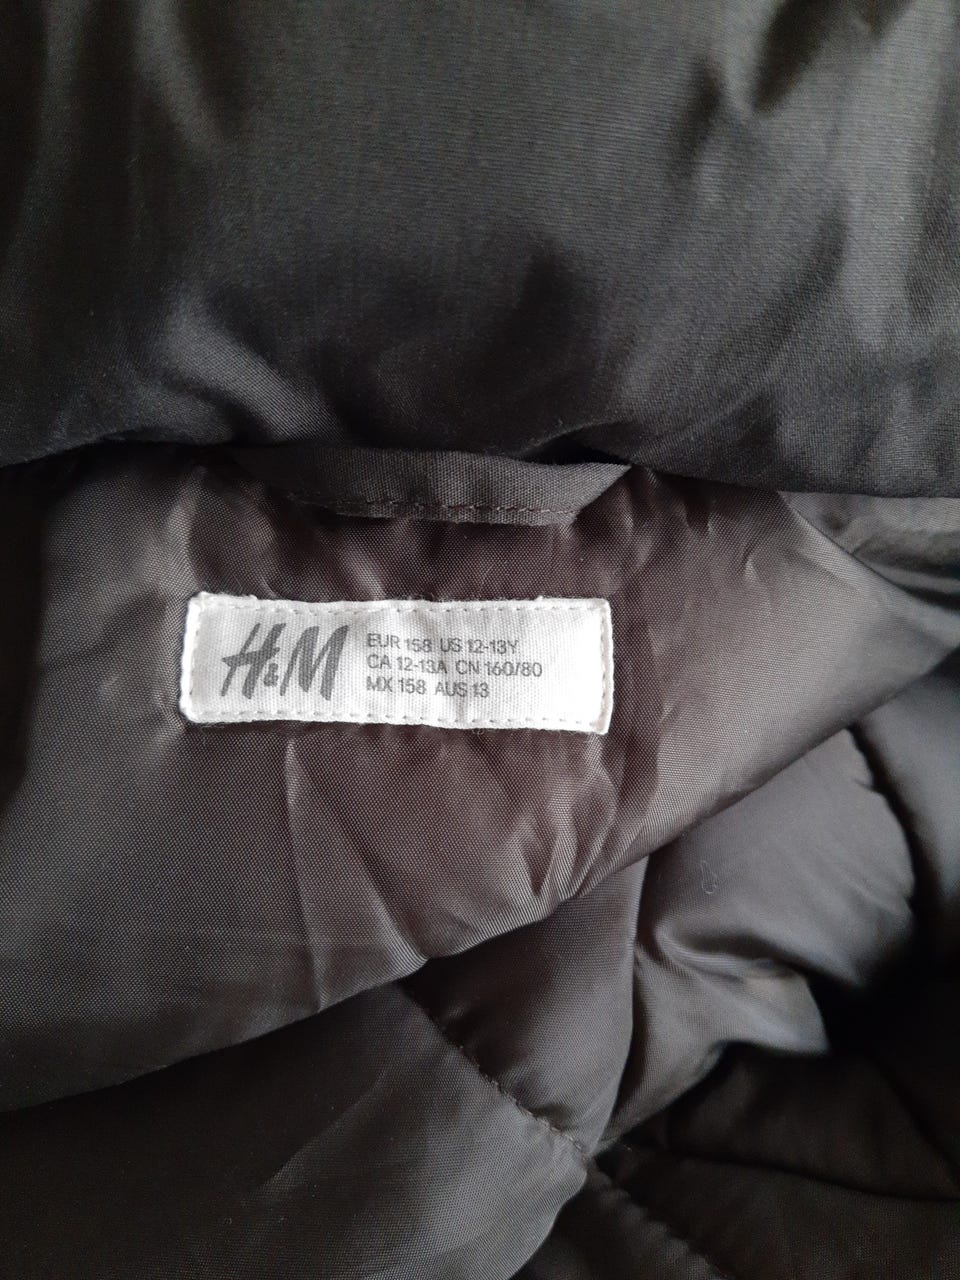 H&M
EUR 158 US 12-13Y
CA 12-13A CN 160/80
MX 158 AUS 13